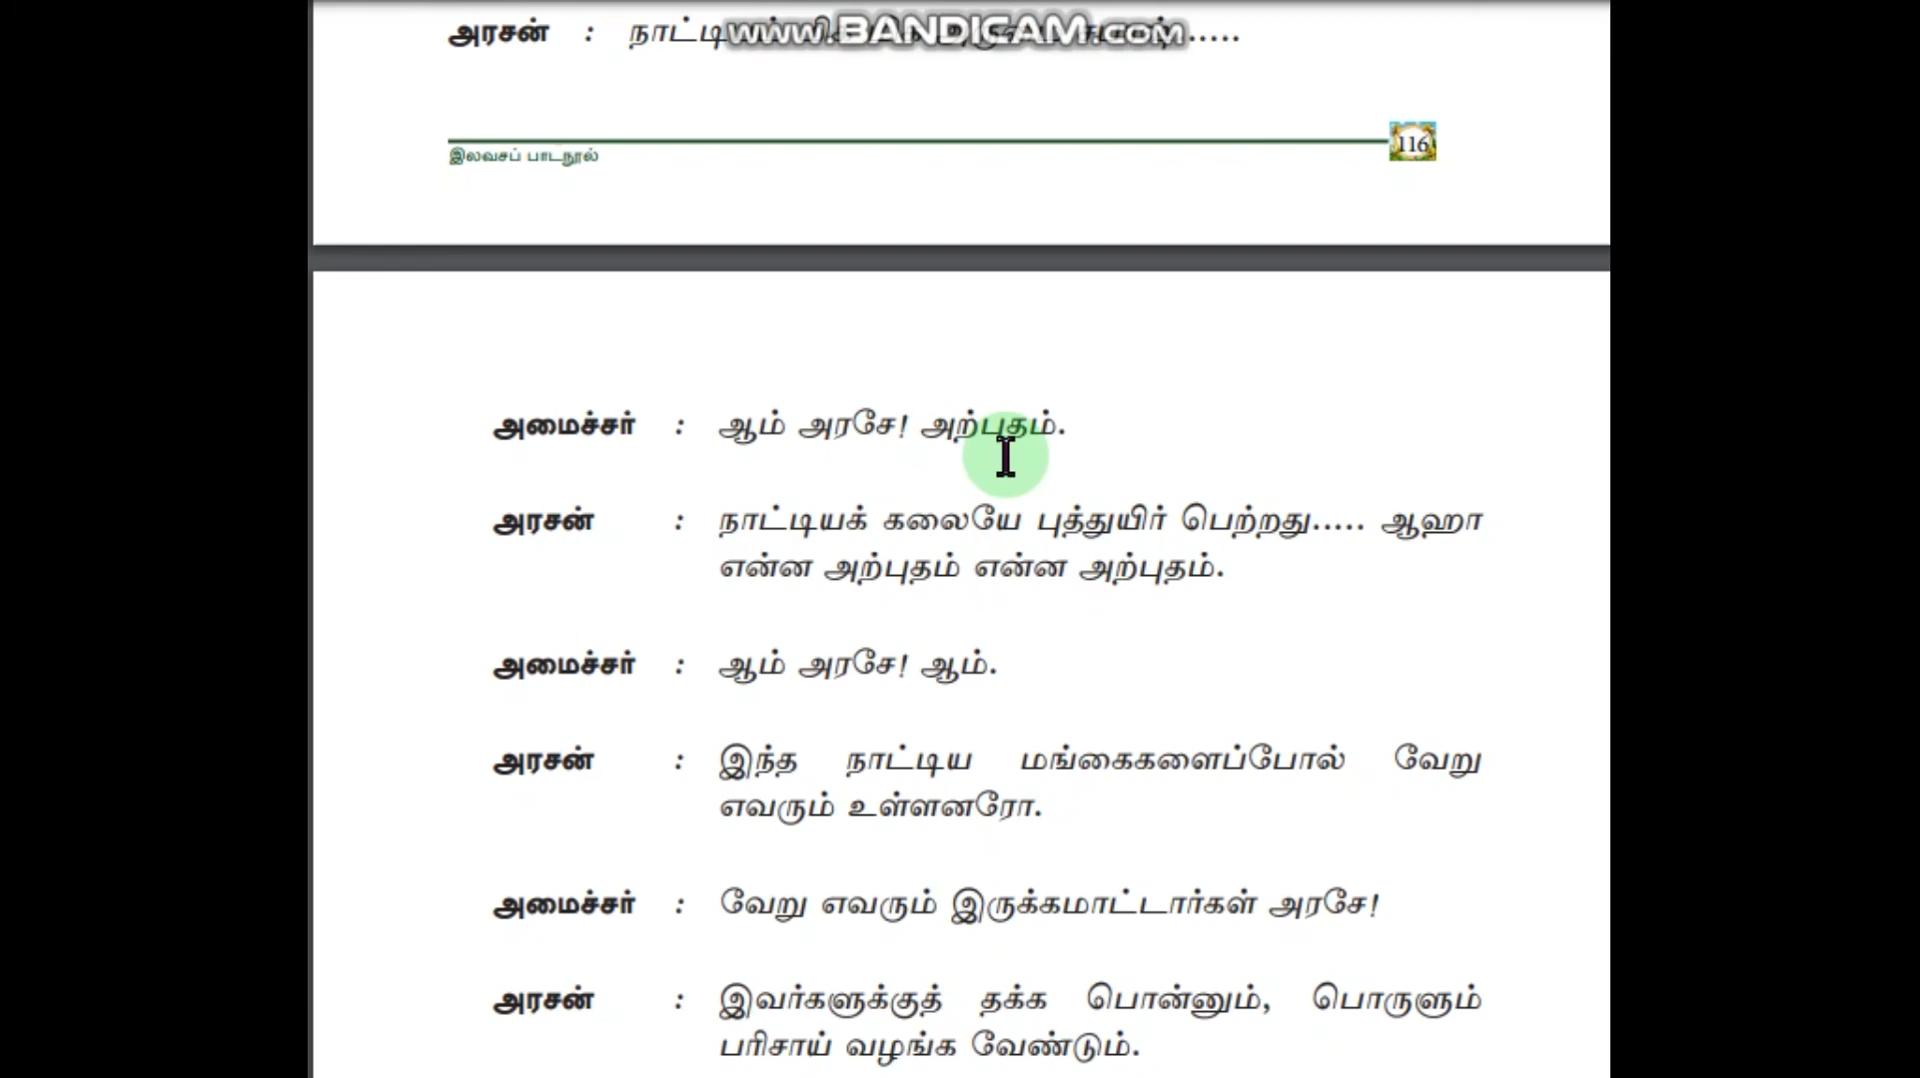 அரசன் : www.BANDICAM.com
இலவசப் பாடநூல் 116
அமைச்சர் : ஆம் அரசே! அற்புதம்.
அரசன் : நாட்டியக் கலையே புத்துயிர் பெற்றது..... ஆஹா
என்ன அற்புதம் என்ன அற்புதம்.
அமைச்சர் : ஆம் அரசே! ஆம்.
அரசன் : இந்த நாட்டிய மங்கைகளைப்போல் வேறு
எவரும் உள்ளனரோ.
அமைச்சர் : வேறு எவரும் இருக்கமாட்டார்கள் அரசே!
அரசன் : இவர்களுக்குத் தக்க பொன்னும், பொருளும்
பரிசாய் வழங்க வேண்டும்.